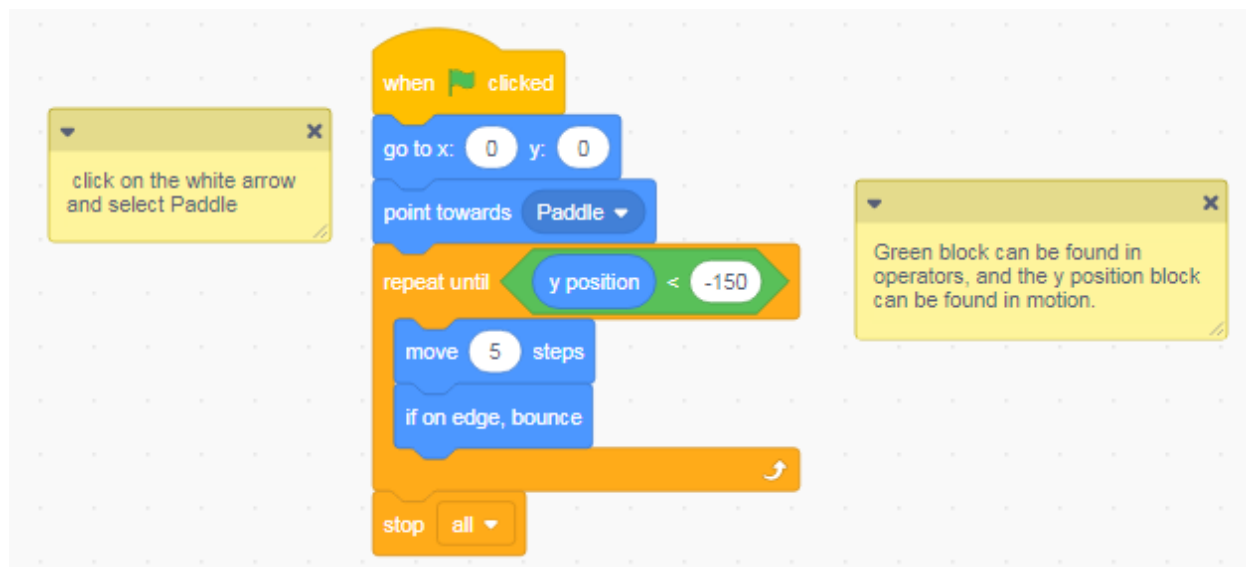 when clicked
click on the white arrow
and select Paddle
go to x: 0 y: 0
point towards Paddle
Green block can be found in
operators, and the y position block
can be found in motion.
repeat until y position < -150
move 5 steps
if on edge, bounce
stop all